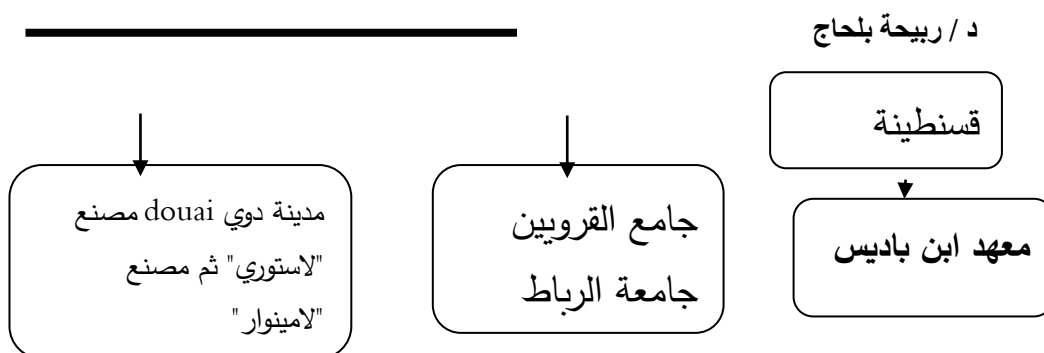 د / ربيحة بلحاج
قسنطينة
معهد ابن باديس
جامع القرويين
جامعة الرباط
مدينة دوي douai مصنع
"لاستوري" ثم مصنع
"لامينوار"